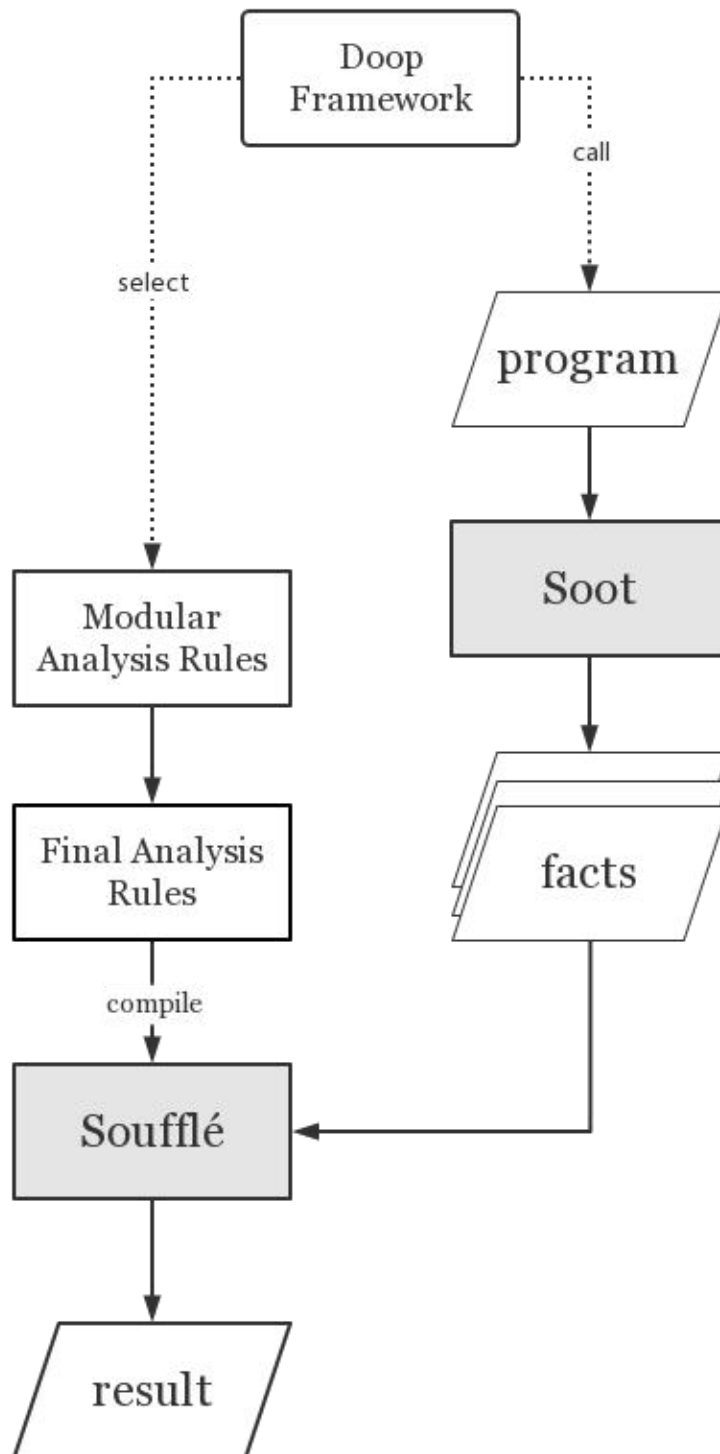 Doop
Framework
call
select
program
Soot
Modular
Analysis Rules
Final Analysis
Rules
facts
compile
Soufflé
result